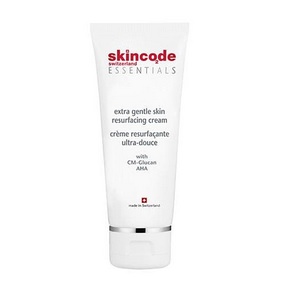 skincode
switzerland
ESSENTIALS
extra gentle skin
resurfacing cream
crème resurfaçante
ultra-douce
with
CM-Glucan
AHA
made in Switzerland